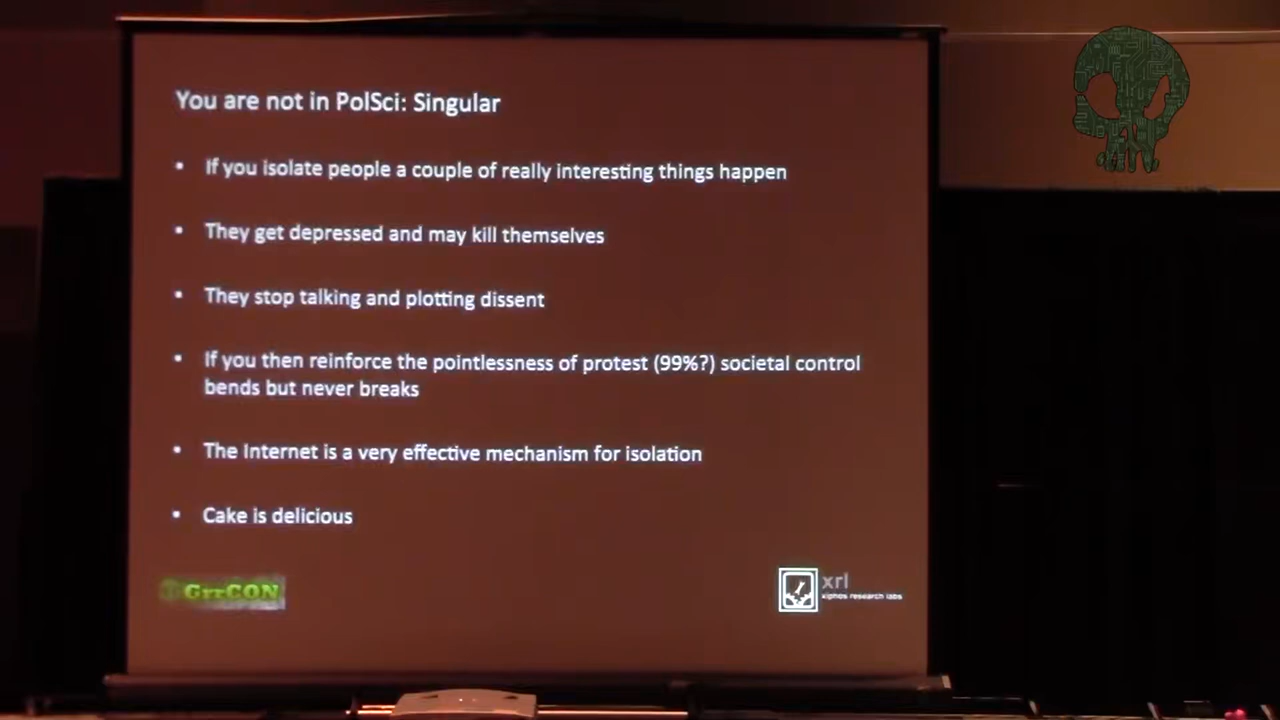 You are not in PolSci: Singular
• If you isolate people a couple of really interesting things happen
• They get depressed and may kill themselves
• They stop talking and plotting dissent
• If you then reinforce the pointlessness of protest (99%?) societal control
bends but never breaks
• The Internet is a very effective mechanism for isolation
• Cake is delicious
GrrCON
xrl
xiphos research labs